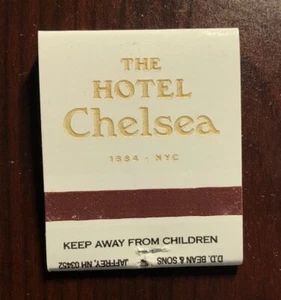 THE
HOTEL
Chelsea
1884 · NYC
KEEP AWAY FROM CHILDREN
D.D. BEAN & SONS
JAFFREY, NH 03452